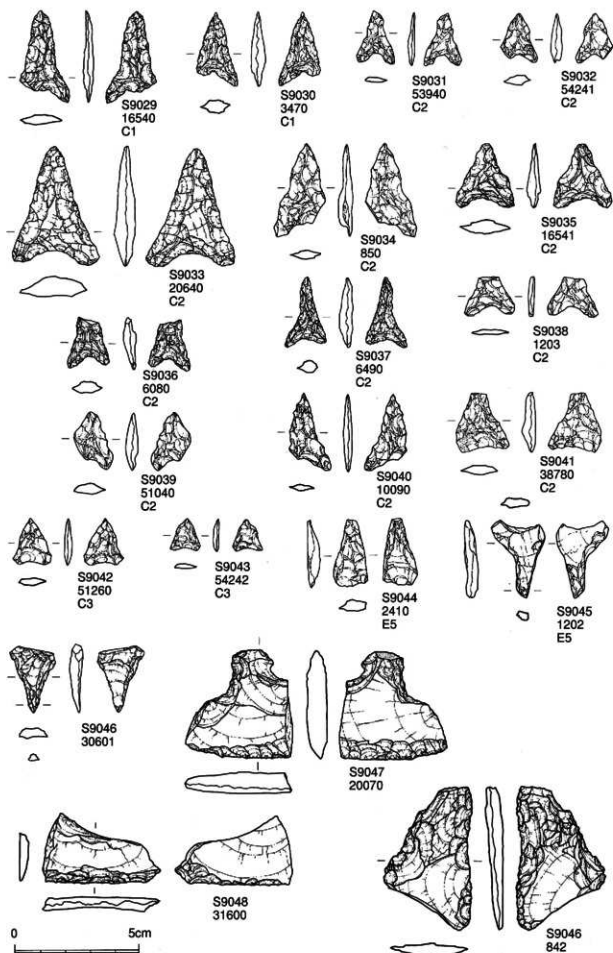 S9029
16540
C1
S9030
3470
C1
S9031
53940
C2
S9032
54241
C2
S9033
20640
C2
S9034
850
C2
S9035
16541
C2
S9036
6080
C2
S9037
6490
C2
S9038
1203
C2
S9039
51040
C2
S9040
10090
C2
S9041
38780
C2
S9042
51260
C3
S9043
54242
C3
S9044
2410
E5
S9045
1202
E5
S9046
30601
S9047
20070
S9048
31600
S9046
842
0 5cm